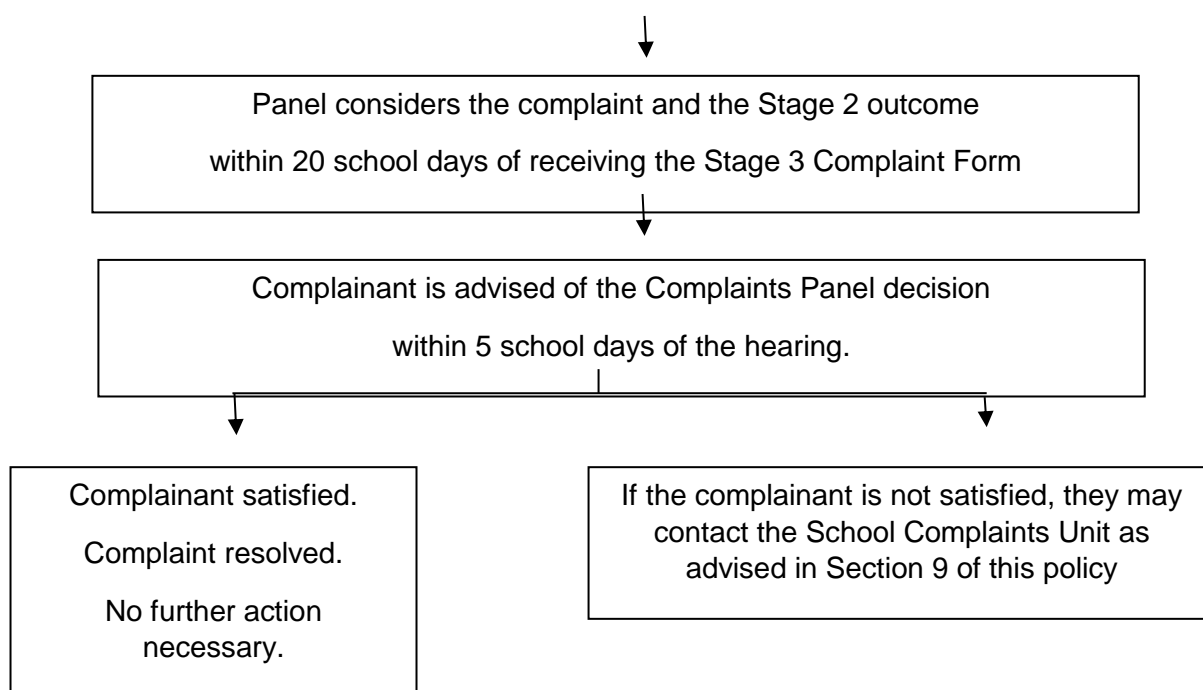 Panel considers the complaint and the Stage 2 outcome
within 20 school days of receiving the Stage 3 Complaint Form
Complainant is advised of the Complaints Panel decision
within 5 school days of the hearing.
Complainant satisfied.
Complaint resolved.
No further action
necessary.
If the complainant is not satisfied, they may
contact the School Complaints Unit as
advised in Section 9 of this policy